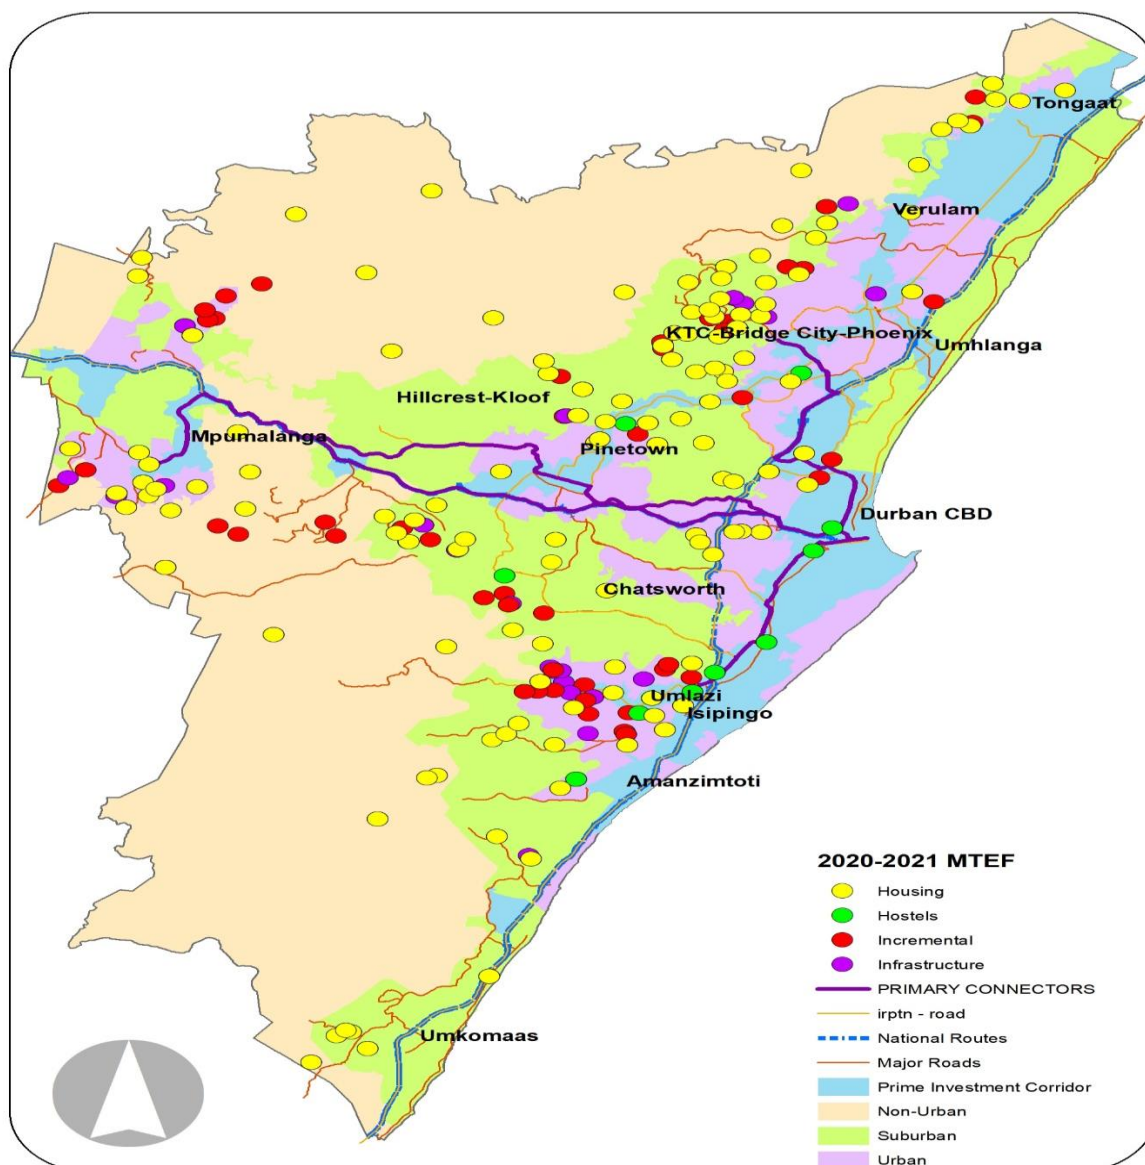 Tongaat
Verulam
KTC-Bridge City-Phoenix
Umhlanga
Hillcrest-Kloof
Mpumalanga
Pinetown
Durban CBD
Chatsworth
Umlazi
Isipingo
Amanzimtoti
Umkomaas
2020-2021 MTEF
Housing
Hostels
Incremental
Infrastructure
PRIMARY CONNECTORS
irptn - road
National Routes
Major Roads
Prime Investment Corridor
Non-Urban
Suburban
Urban